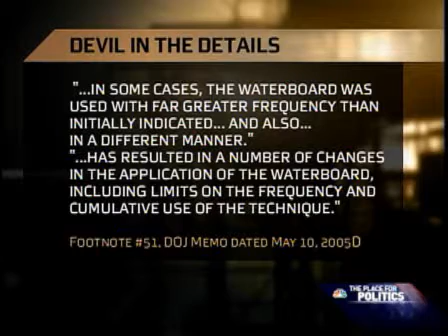 DEVIL IN THE DETAILS
"...IN SOME CASES, THE WATERBOARD WAS
USED WITH FAR GREATER FREQUENCY THAN
INITIALLY INDICATED... AND ALSO...
IN A DIFFERENT MANNER."
"...HAS RESULTED IN A NUMBER OF CHANGES
IN THE APPLICATION OF THE WATERBOARD,
INCLUDING LIMITS ON THE FREQUENCY AND
CUMULATIVE USE OF THE TECHNIQUE."
FOOTNOTE #51, DOJ MEMO DATED MAY 10, 2005D
THE PLACE FOR
POLITICS